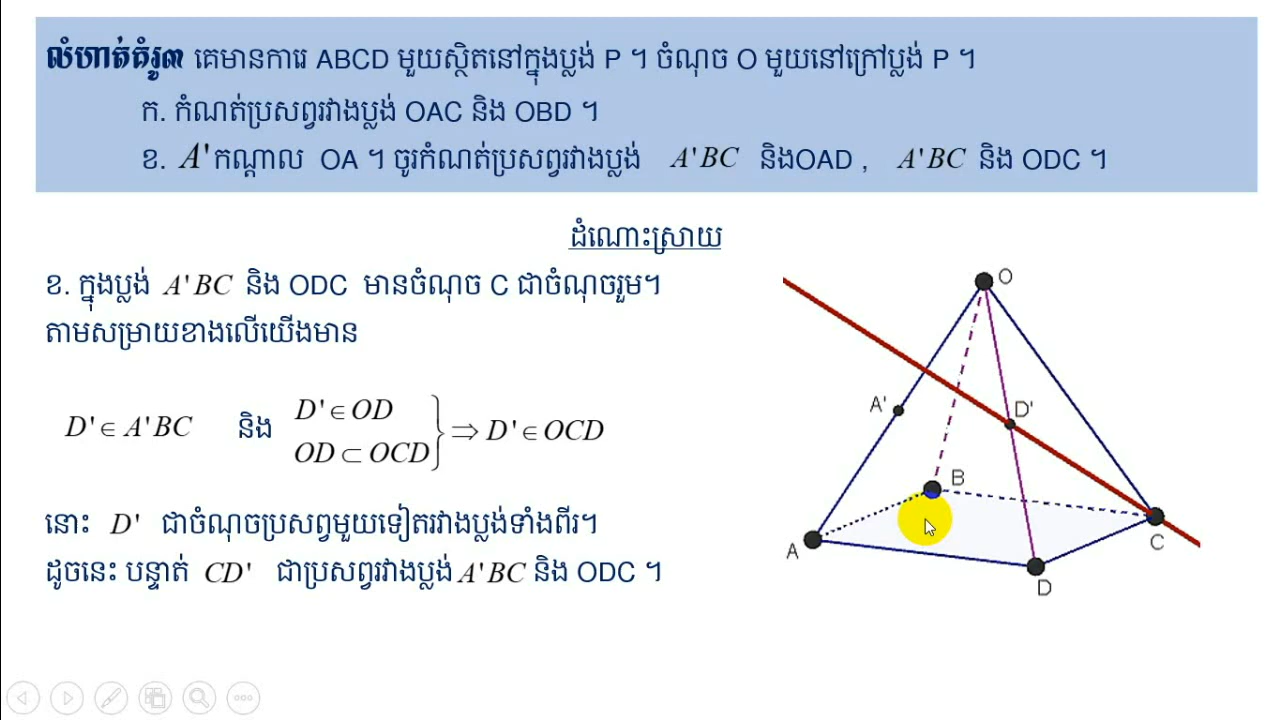 លំហាត់គំរូ៣ គេមានការេ ABCD មួយស្ថិតនៅក្នុងប្លង់ P ។ ចំណុច O មួយនៅក្រៅប្លង់ P ។
ក. កំណត់ប្រសព្វរវាងប្លង់ OAC និង OBD ។
ខ. A'កណ្ដាល OA ។ ចូរកំណត់ប្រសព្វរវាងប្លង់ A'BC និងOAD , A'BC និង ODC ។
ដំណោះស្រាយ
ខ. ក្នុងប្លង់ A'BC និង ODC មានចំណុច C ជាចំណុចរួម។
តាមសម្រាយខាងលើយើងមាន
D'∈ A'BC និង D'∈ OD
OD ⊂ OCD } ⇒ D'∈ OCD
នោះ D' ជាចំណុចប្រសព្វមួយទៀតរវាងប្លង់ទាំងពីរ។
ដូចនេះ បន្ទាត់ CD' ជាប្រសព្វរវាងប្លង់ A'BC និង ODC ។
O
A'
D'
B
A
C
D